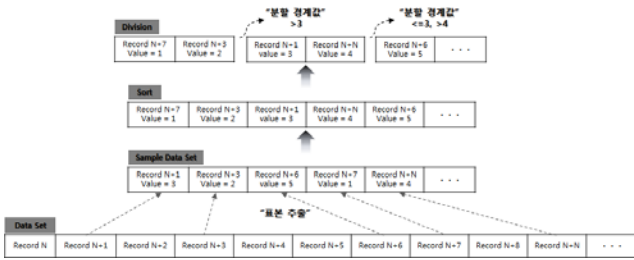 "분할 경계값"
>3
"분할 경계값"
<=3, >4
Division
Record N+7 Record N+3 Record N+1 Record N+N Record N+6
Value = 1 Value = 2 value = 3 Value = 4 Value = 5 ...
Sort
Record N+7 Record N+3 Record N+1 Record N+N Record N+6
Value = 1 Value = 2 value = 3 Value = 4 Value = 5 ...
Sample Data Set
Record N+1 Record N+3 Record N+6 Record N+7 Record N+N
Value = 3 Value = 2 value = 5 Value = 1 Value = 4 ...
"표본 추출"
Data Set
Record N Record N+1 Record N+2 Record N+3 Record N+4 Record N+5 Record N+6 Record N+7 Record N+8 Record N+N ...